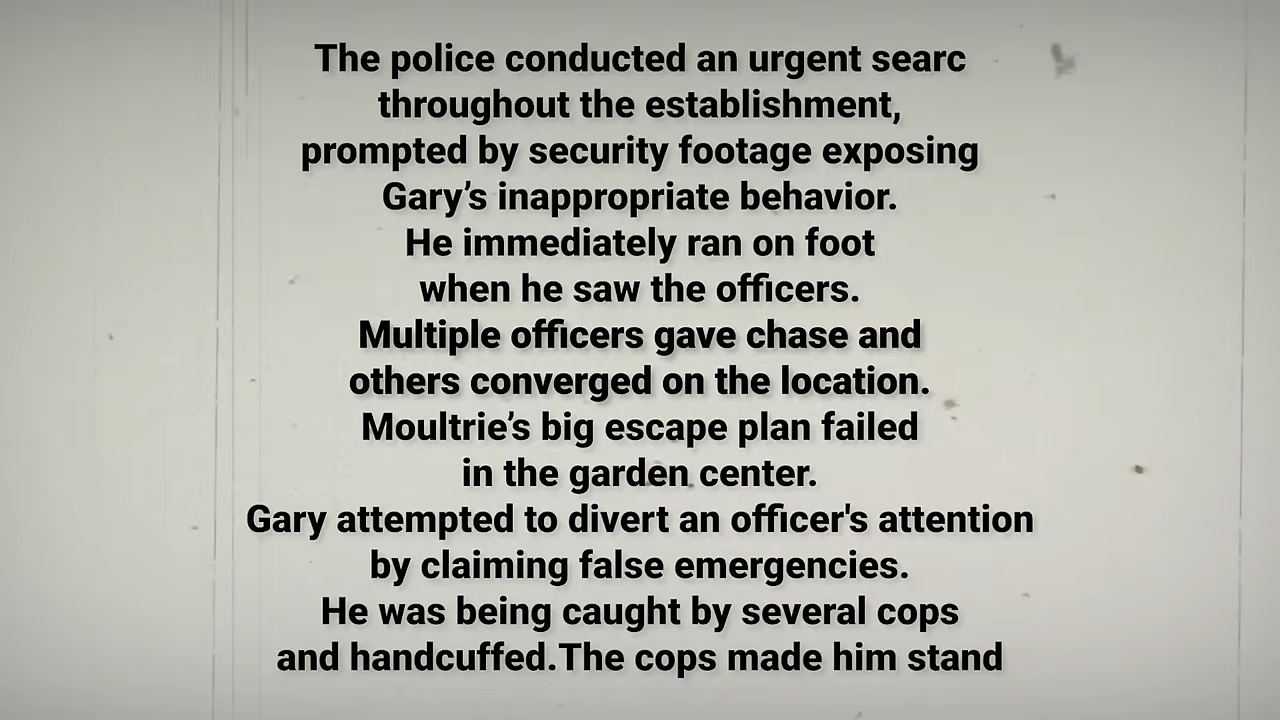 The police conducted an urgent searc
throughout the establishment,
prompted by security footage exposing
Gary’s inappropriate behavior.
He immediately ran on foot
when he saw the officers.
Multiple officers gave chase and
others converged on the location.
Moultrie’s big escape plan failed
in the garden center.
Gary attempted to divert an officer's attention
by claiming false emergencies.
He was being caught by several cops
and handcuffed.The cops made him stand